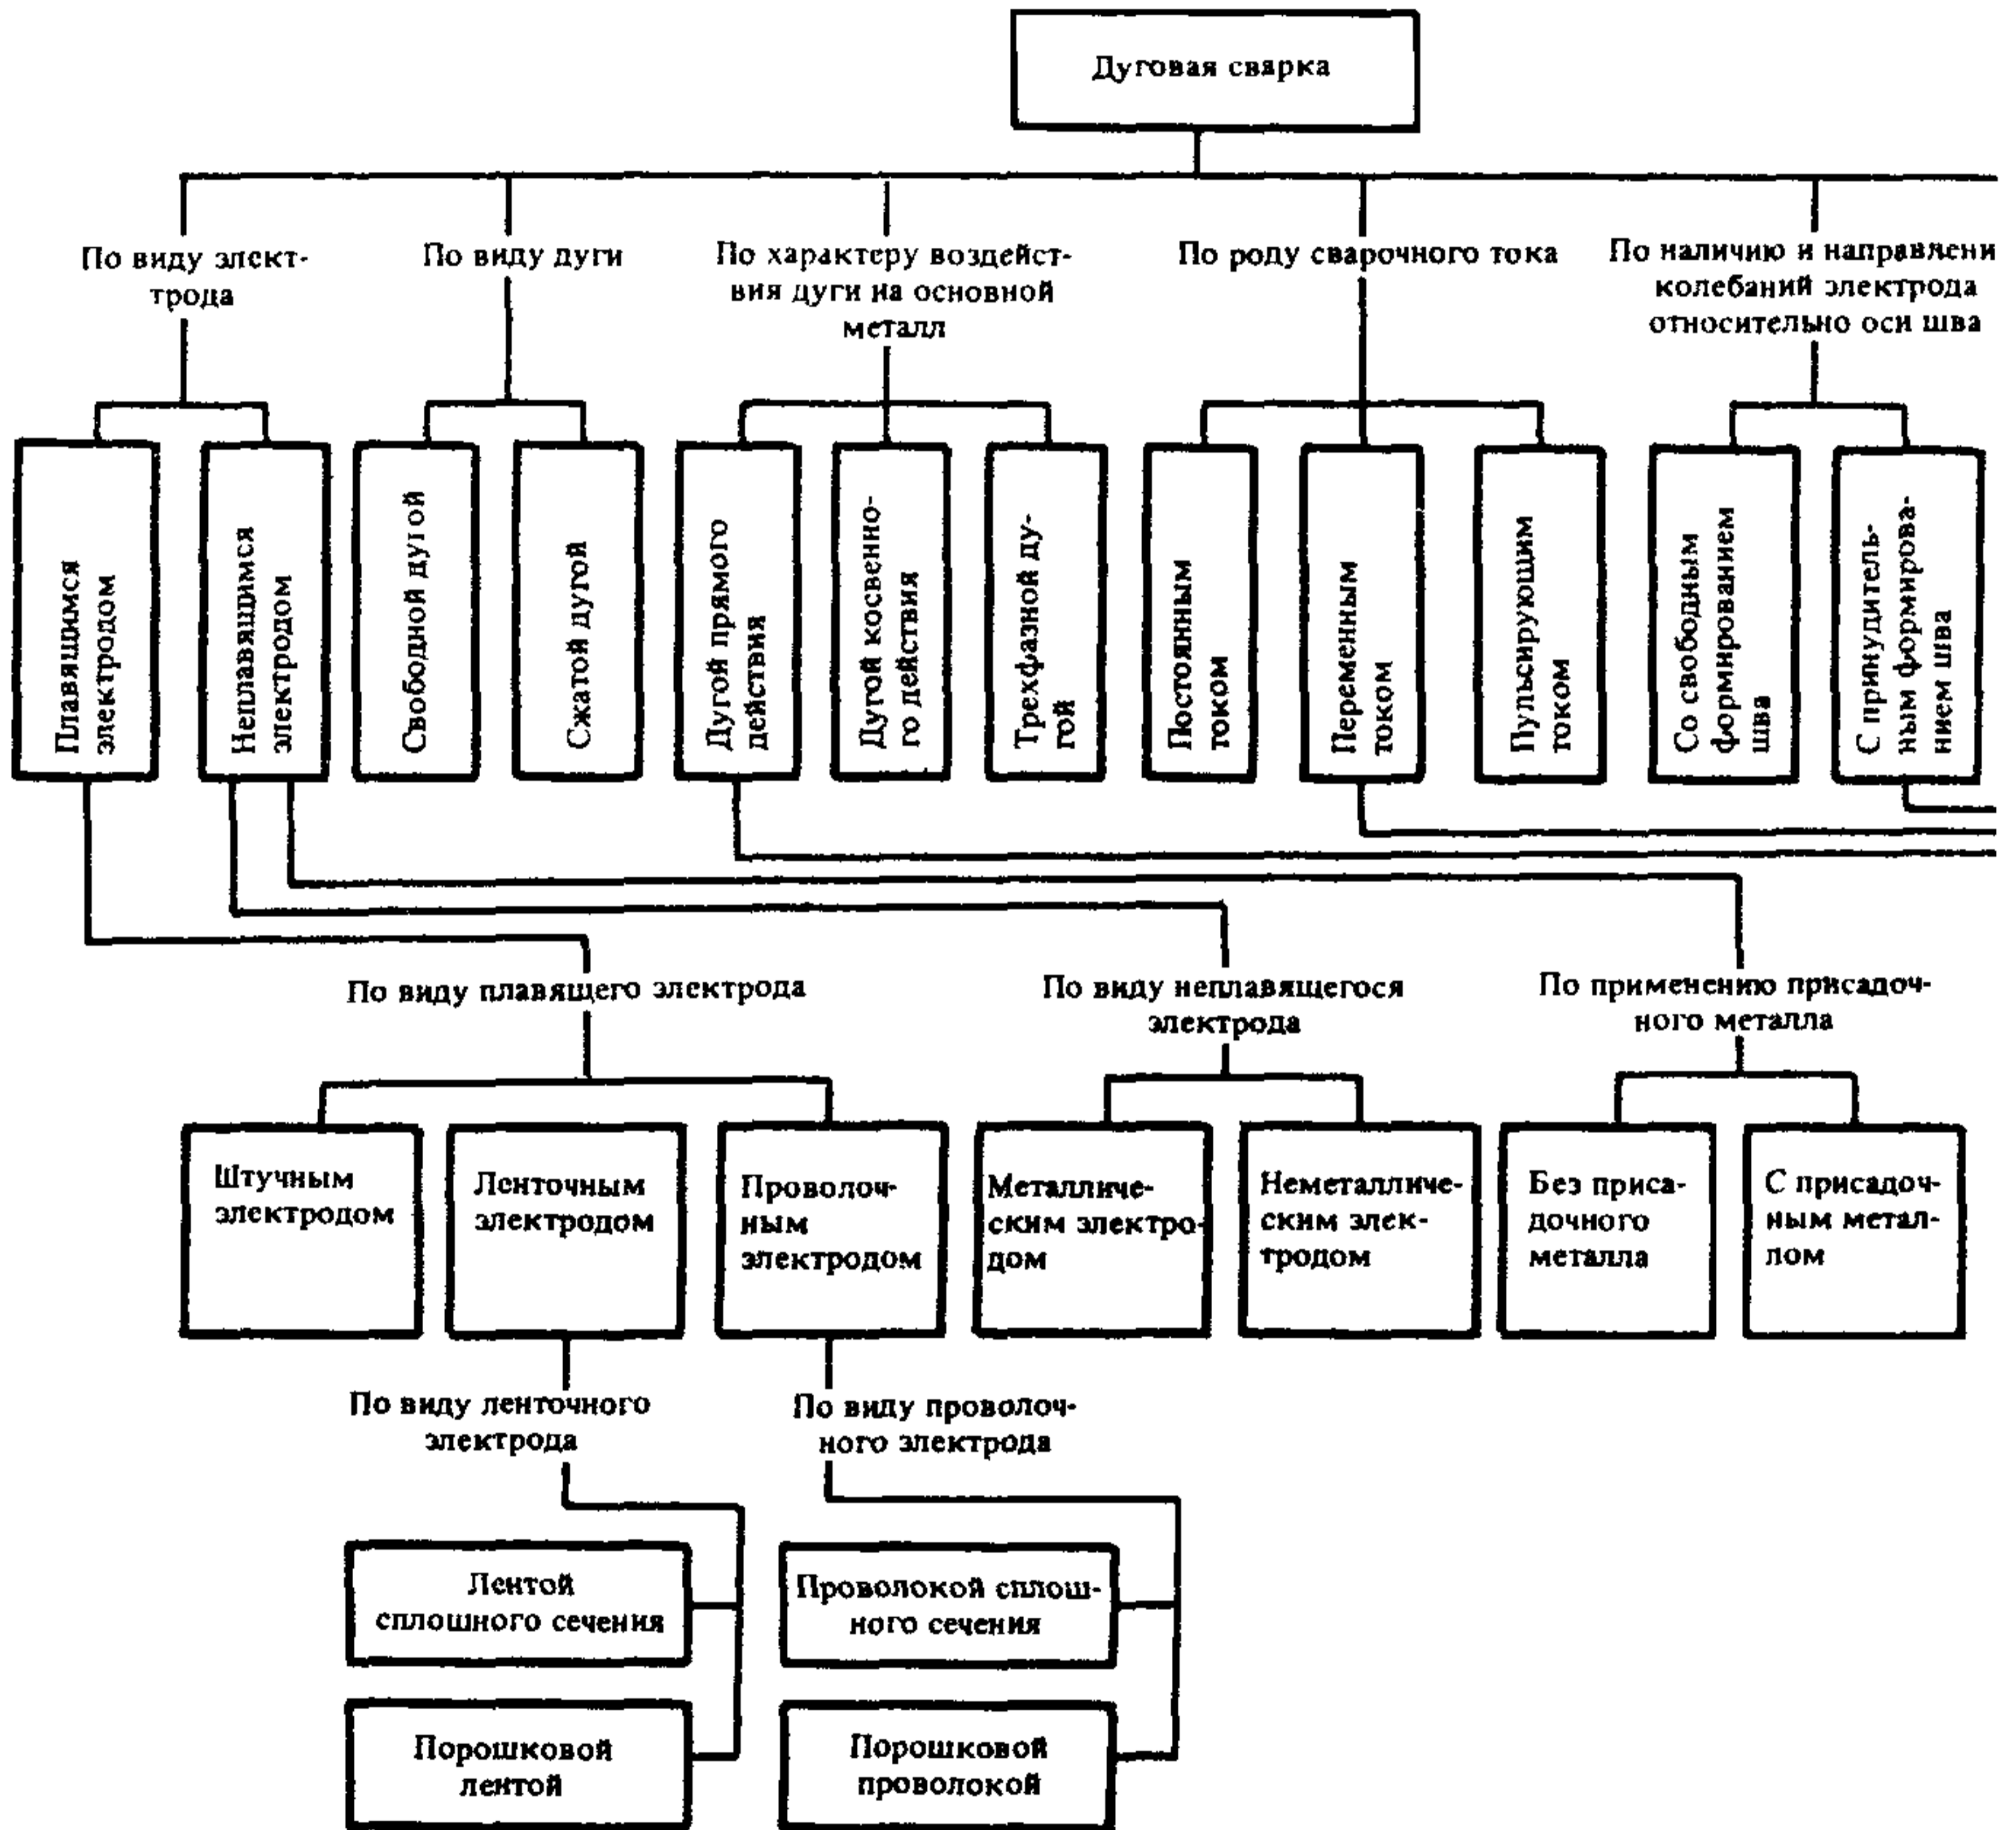 Дуговая сварка
По виду элект-
трода
По виду дуги
По характеру воздейст-
вия дуги на основной
металл
По роду сварочного тока
По наличию и направлени
колебаний электрода
относительно оси шва
Плавящимся
электродом
Неплавящимся
электродом
Свободной дугой
Сжатой дугой
Дугой прямого
действия
Дугой косвенно-
го действия
Трехфазной ду-
гой
Постоянным
током
Переменным
током
Пульсирующим
током
Со свободным
формированием
шва
С принудитель-
ным формирова-
нием шва
По виду плавящего электрода
По виду неплавящегося
электрода
По применению присадоч-
ного металла
Штучным
электродом
Ленточным
электродом
Проволоч-
ным
электродом
Металличе-
ским электро-
дом
Неметалличе-
ским элек-
тродом
Без приса-
дочного
металла
С присадоч-
ным метал-
лом
По виду ленточного
электрода
По виду проволоч-
ного электрода
Лентой
сплошного сечения
Проволокой сплош-
ного сечения
Порошковой
лентой
Порошковой
проволокой